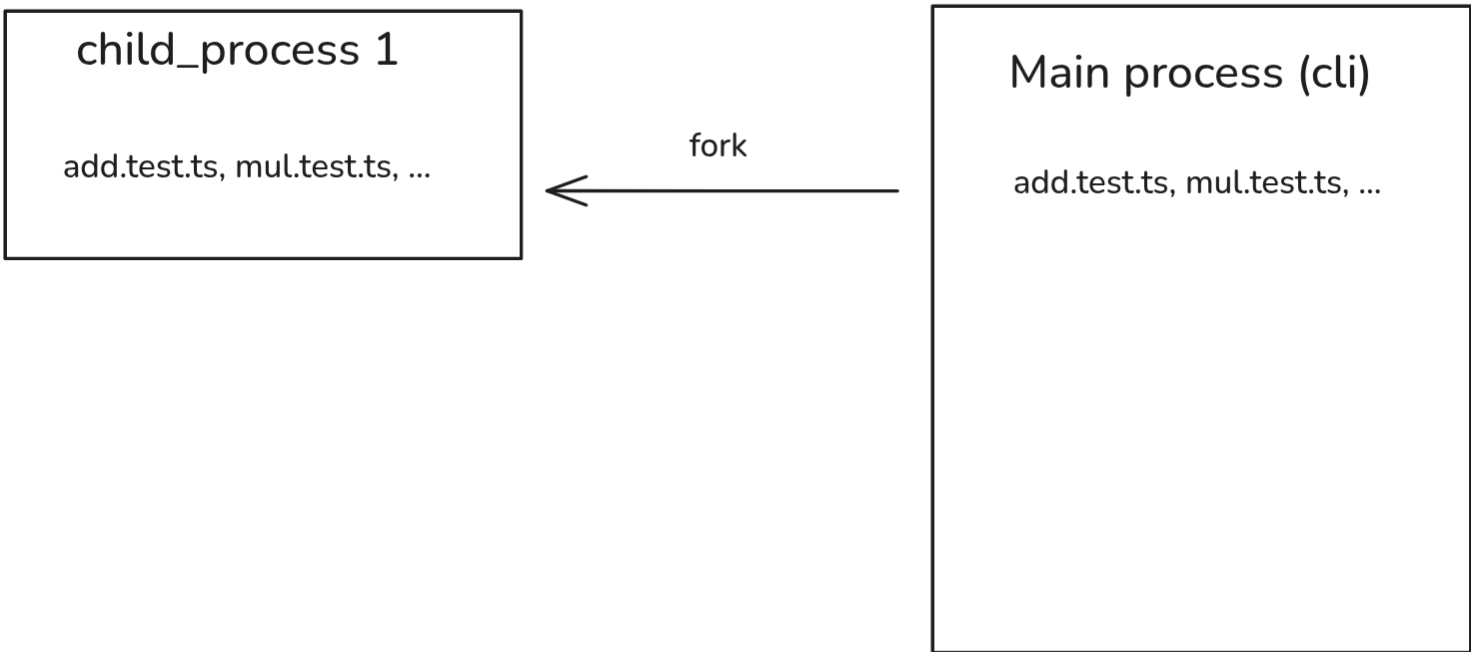 child_process 1
add.test.ts, mul.test.ts, ...
fork
Main process (cli)
add.test.ts, mul.test.ts, ...